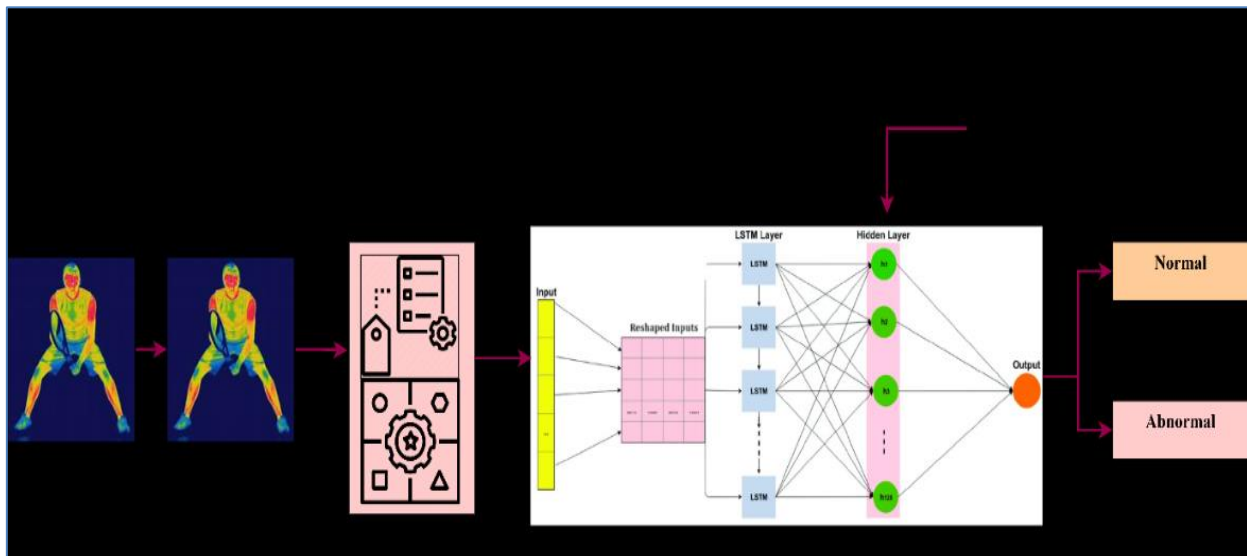 LSTM Layer
Hidden Layer
Input
Reshaped Inputs
LSTM
LSTM
LSTM
LSTM
h1
h2
h3
Output
Normal
Abnormal